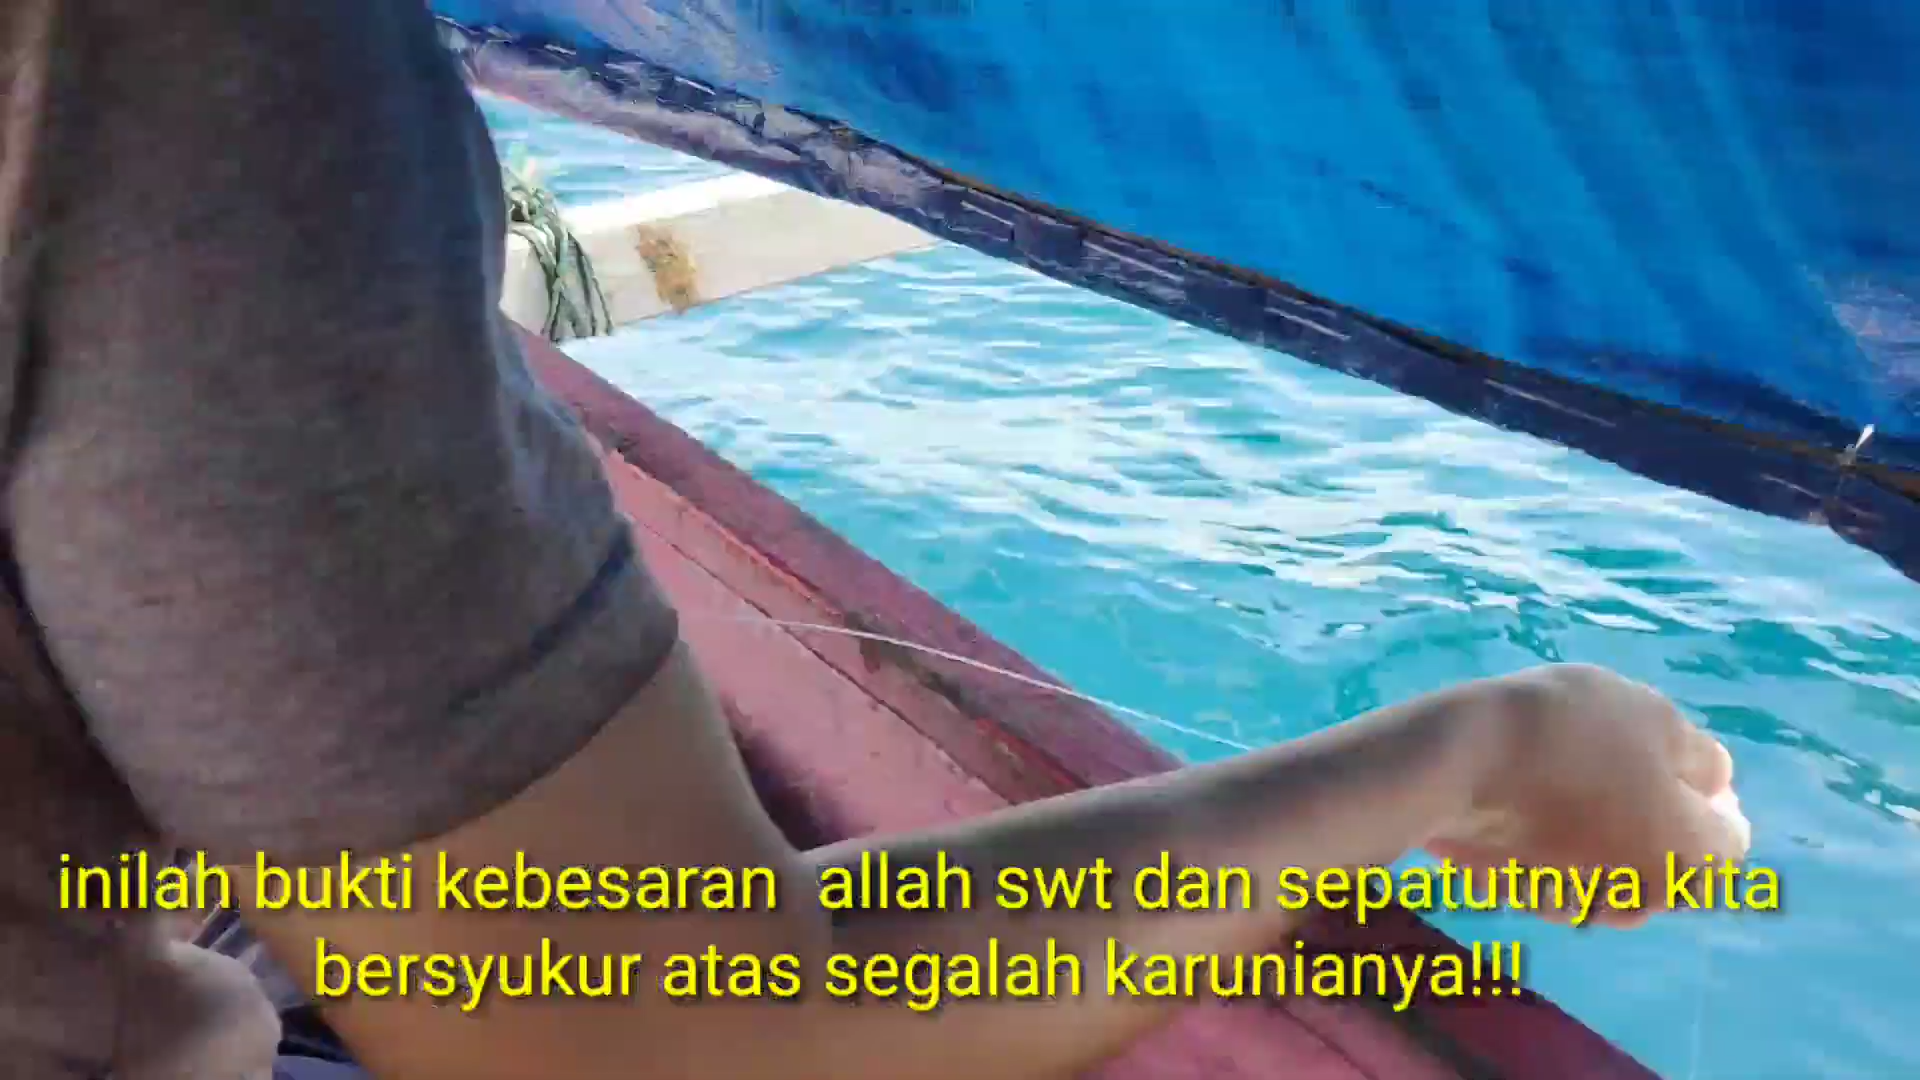 inilah bukti kebesaran  allah swt dan sepatutnya kita
bersyukur atas segalah karunianya!!!